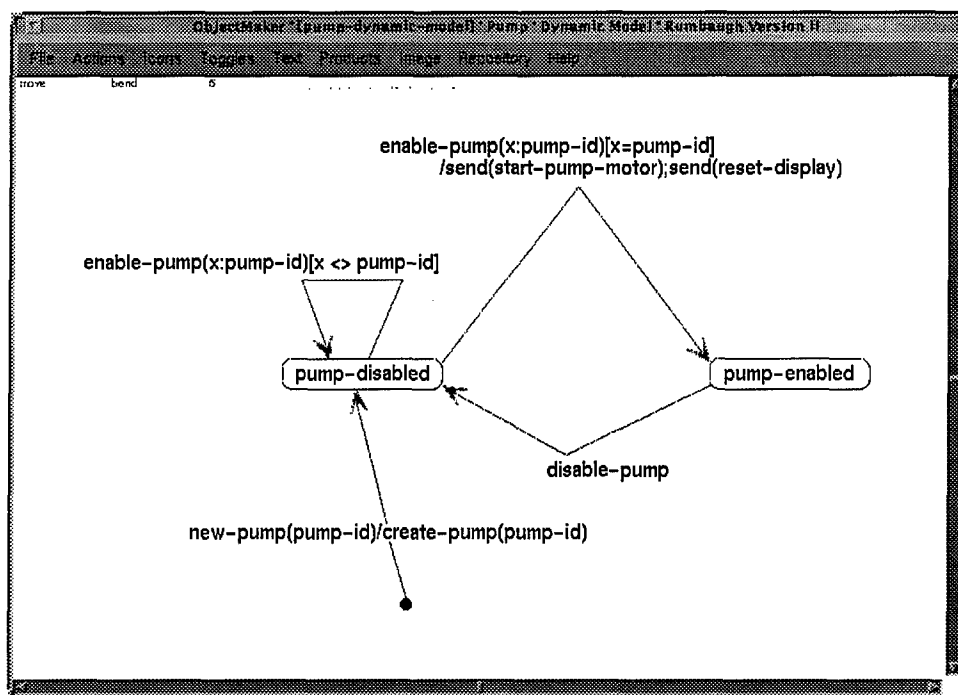 ObjectMaker*[pump-dynamic-model]*Pump*Dynamic Model*Rumbaugh Version II
File Actions Icons Toggles Text Products Image Repository Help
move bend
enable-pump(x:pump-id)[x=pump-id]
/send(start-pump-motor);send(reset-display)
enable-pump(x:pump-id)[x <> pump-id]
pump-disabled
pump-enabled
disable-pump
new-pump(pump-id)/create-pump(pump-id)